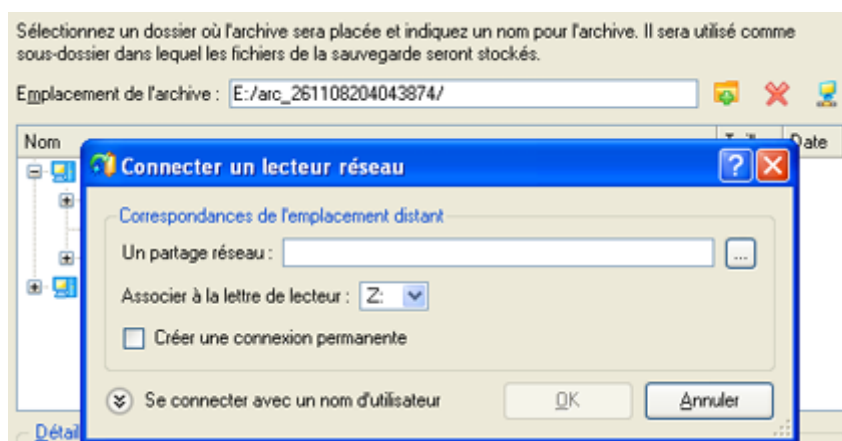 Sélectionnez un dossier où l'archive sera placée et indiquez un nom pour l'archive. Il sera utilisé comme
sous-dossier dans lequel les fichiers de la sauvegarde seront stockés.
Emplacement de l'archive : E:/arc_261108204043874/
Nom Date
Connecter un lecteur réseau
Correspondances de l'emplacement distant
Un partage réseau : ...
Associer à la lettre de lecteur : Z:
Créer une connexion permanente
Se connecter avec un nom d'utilisateur OK Annuler